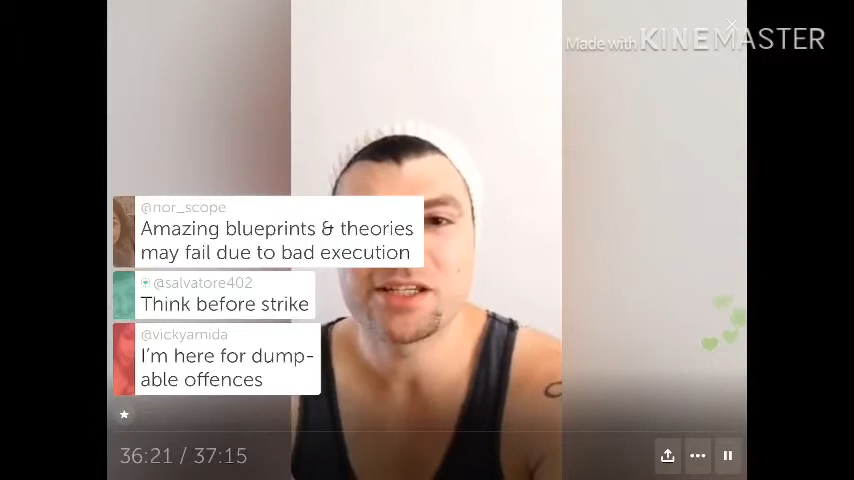 Made with KINEMASTER
@nor_scope
Amazing blueprints & theories
may fail due to bad execution
@salvatore402
Think before strike
@vickyamida
I'm here for dump-
able offences
36:21 / 37:15